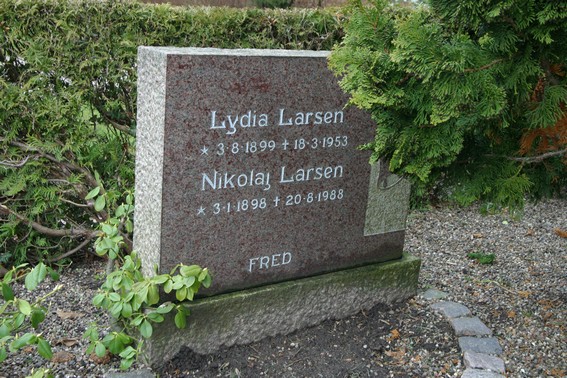 Lydia Larsen
* 3·8·1899 + 18·3·1953
Nikolaj Larsen
* 3·1·1898 + 20·8·1988
FRED